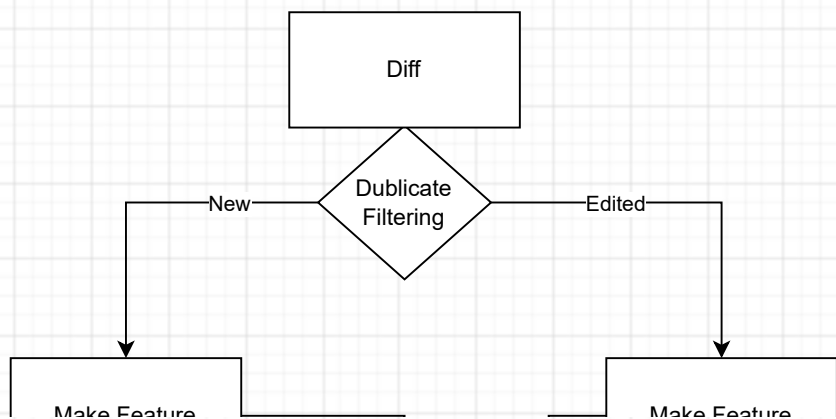 Diff
Dublicate
Filtering
New
Edited
Make Feature
Make Feature